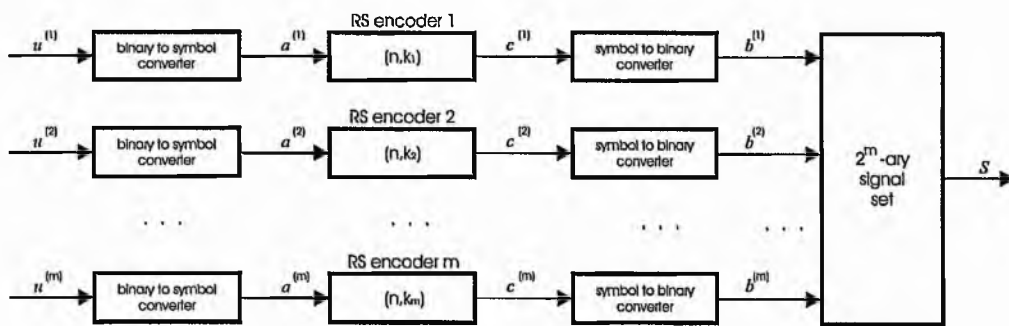 RS encoder 1
u^(1) binary to symbol converter a^(1) (n,k₁) c^(1) symbol to binary converter b^(1)
RS encoder 2
u^(2) binary to symbol converter a^(2) (n,k₂) c^(2) symbol to binary converter b^(2)
2^m-ary signal set S
. . . . . . . . . . . .
RS encoder m
u^(m) binary to symbol converter a^(m) (n,kₘ) c^(m) symbol to binary converter b^(m)